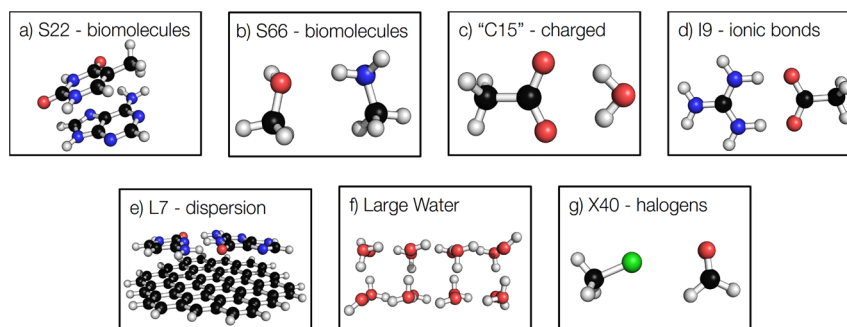 a) S22 - biomolecules
b) S66 - biomolecules
c) “C15” - charged
d) I9 - ionic bonds
e) L7 - dispersion
f) Large Water
g) X40 - halogens